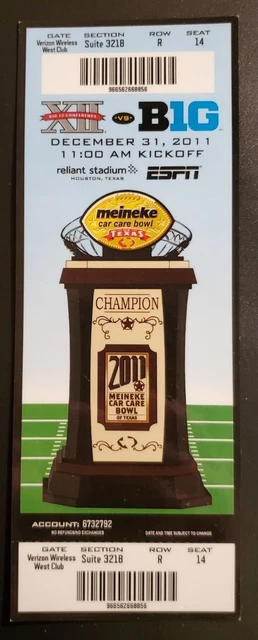 GATE SECTION ROW SEAT
Verizon Wireless West Club Suite 321B R 14
966562660056
XII BIG 12 CONFERENCE -VS- B1G
DECEMBER 31, 2011
11:00 AM KICKOFF
reliant stadium ESPN
HOUSTON, TEXAS
meineke
car care bowl
OF
TEXAS
CHAMPION
2011
MEINEKE
CAR CARE
BOWL
OF TEXAS
ACCOUNT: 6732792
NO REFUNDS/NO EXCHANGES DATE AND TIME SUBJECT TO CHANGE
GATE SECTION ROW SEAT
Verizon Wireless West Club Suite 321B R 14
966562660056